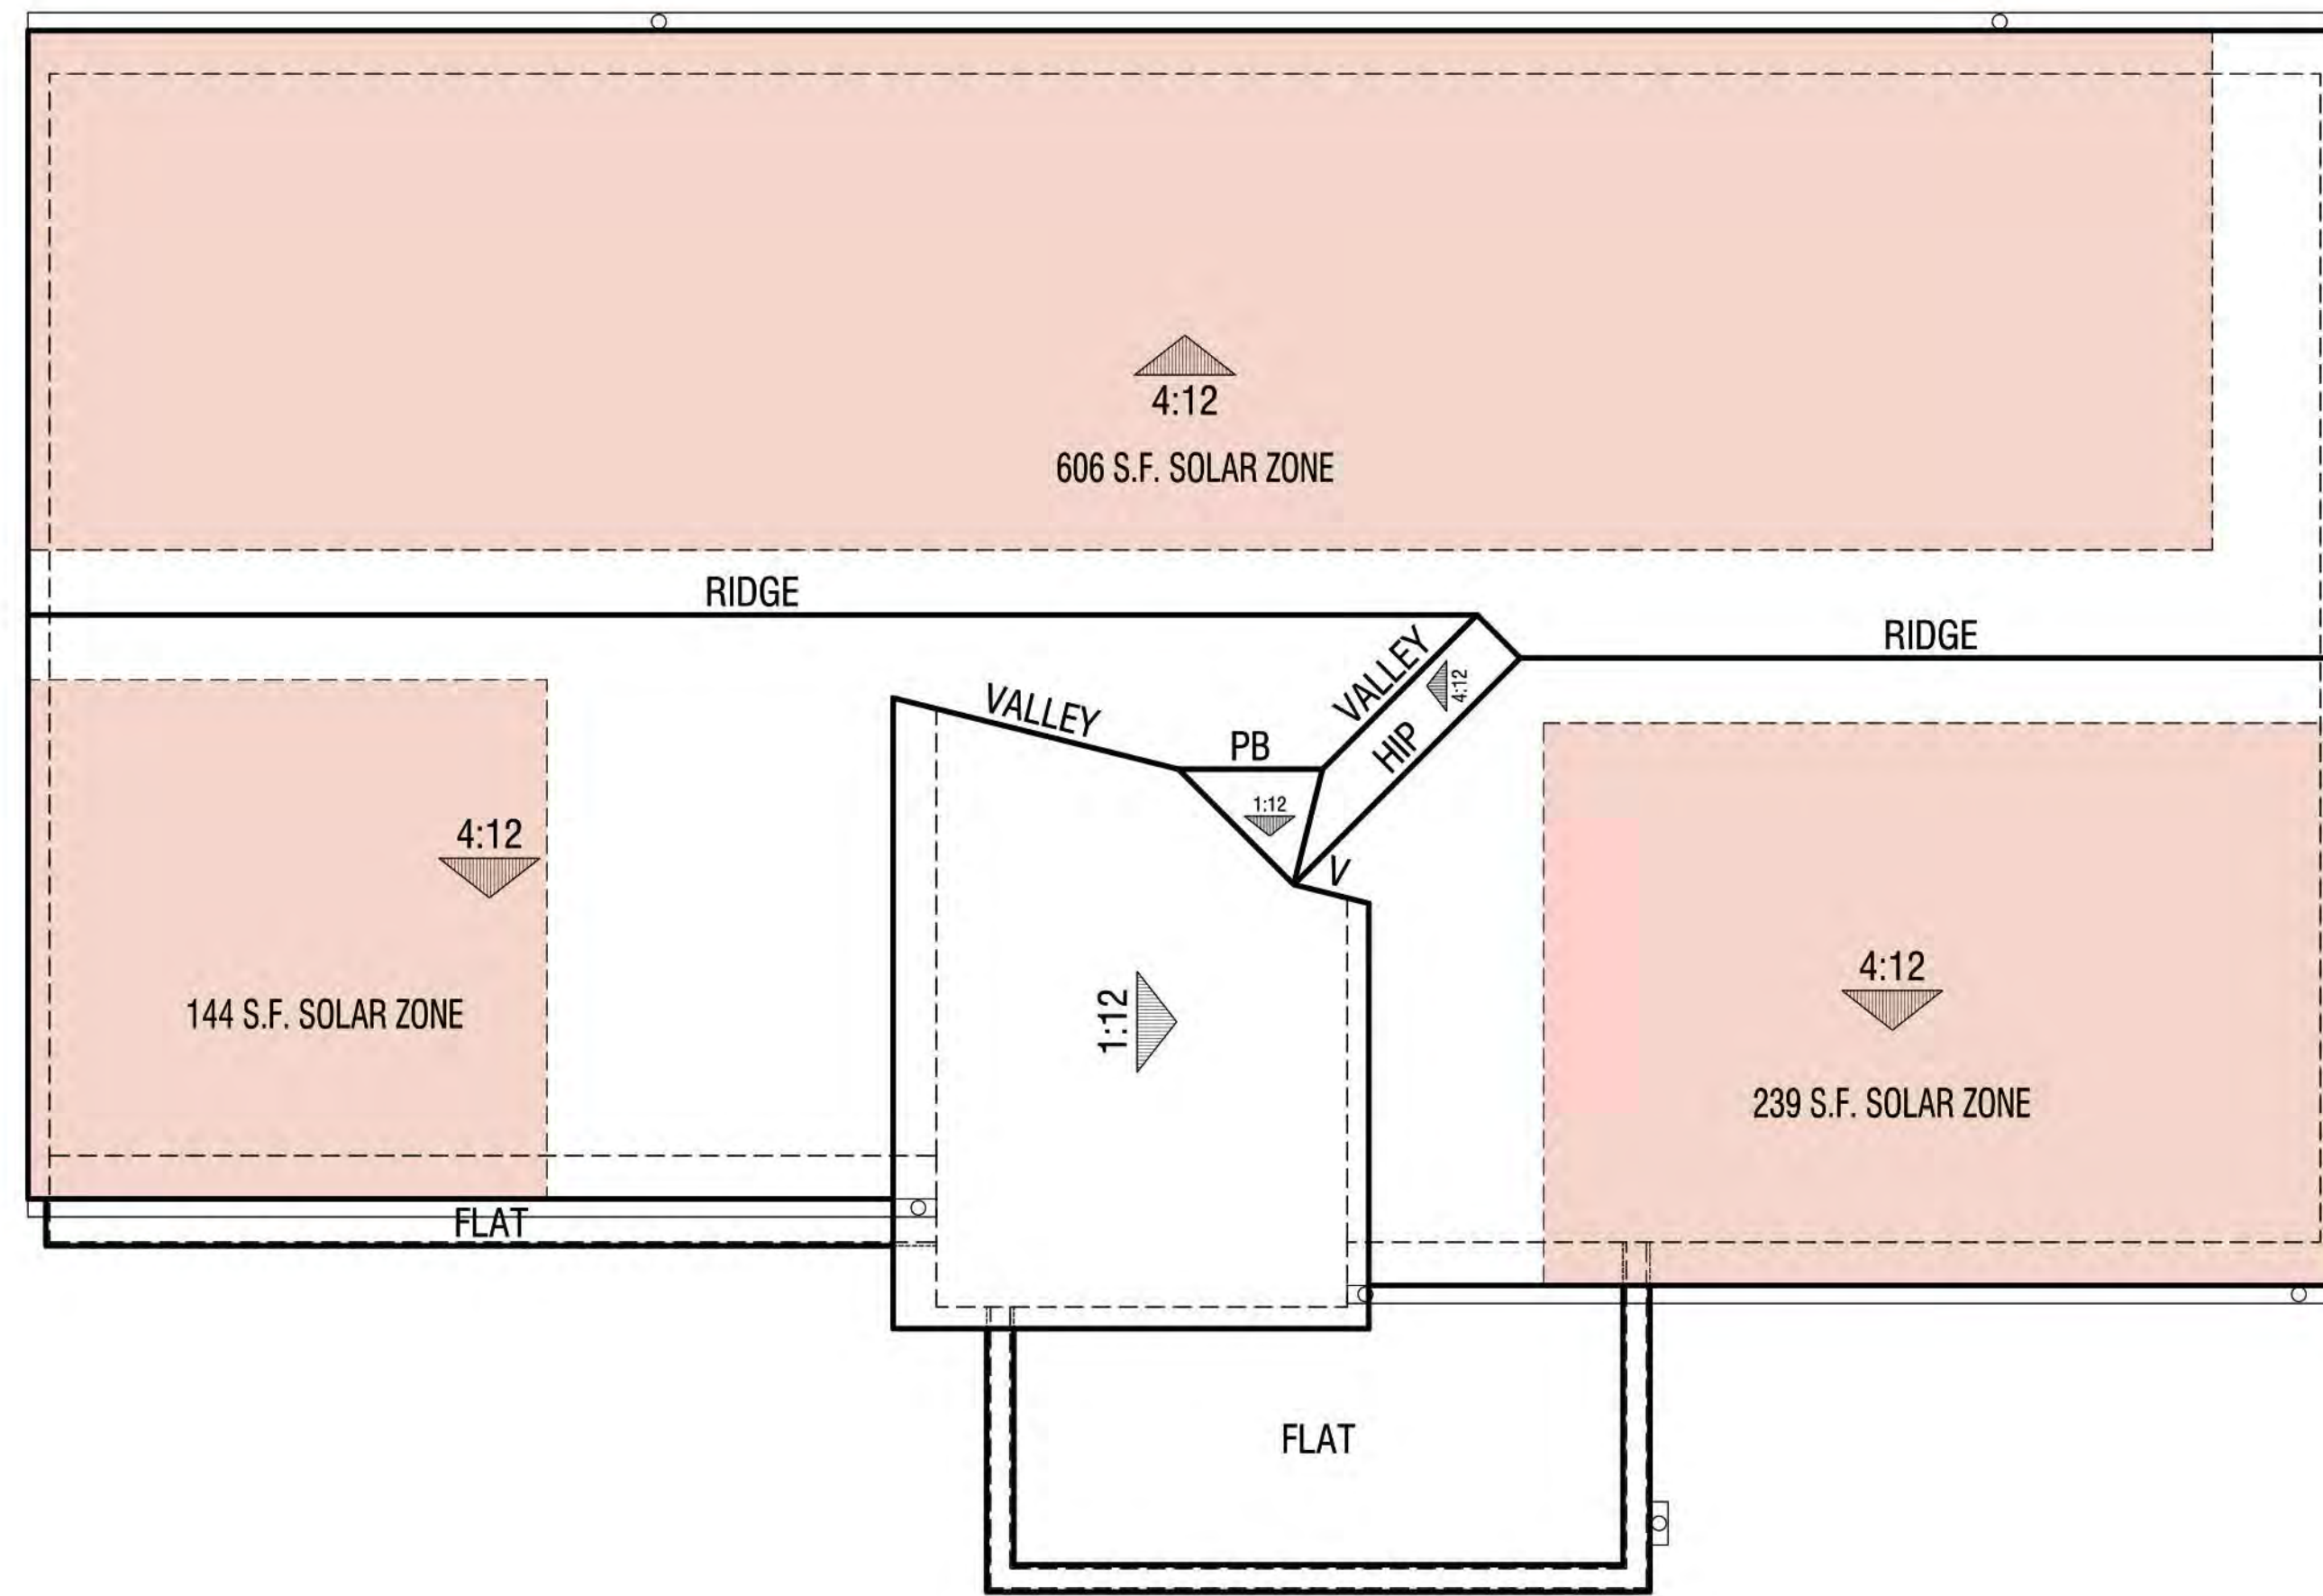 4:12
606 S.F. SOLAR ZONE
RIDGE
RIDGE
VALLEY
4:12
VALLEY
PB
HIP
1:12
V
4:12
144 S.F. SOLAR ZONE
1:12
4:12
239 S.F. SOLAR ZONE
FLAT
FLAT